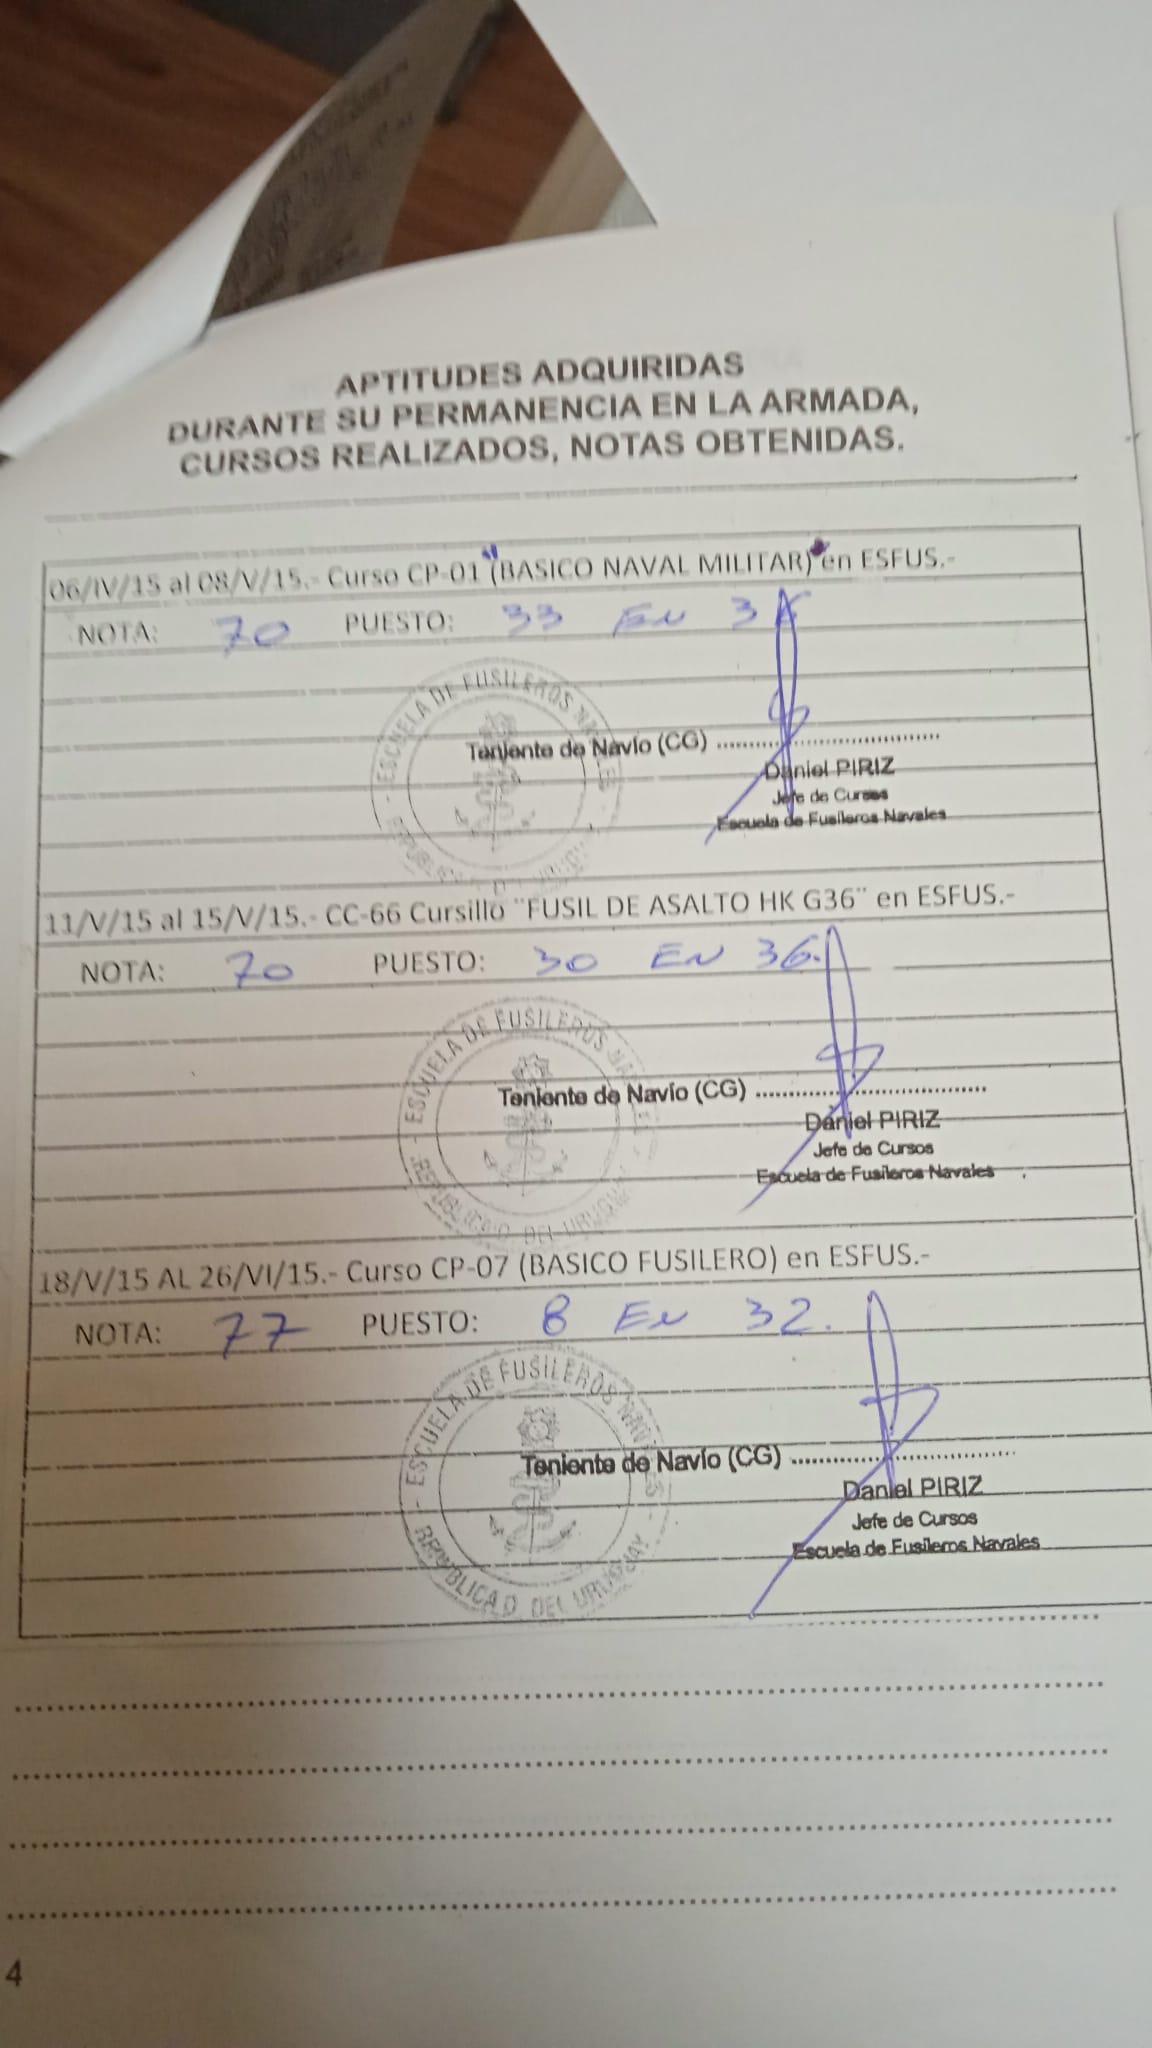 APTITUDES ADQUIRIDAS
DURANTE SU PERMANENCIA EN LA ARMADA,
CURSOS REALIZADOS, NOTAS OBTENIDAS.
06/IV/15 al 08/V/15.- Curso CP-01 "(BASICO NAVAL MILITAR)" en ESFUS.-
NOTA: 70 PUESTO: 33 EN
ESCUELA DE FUSILEROS NAVALES
Teniente de Navío (CG)
Daniel PIRIZ
Jefe de Cursos
Escuela de Fusileros Navales
11/V/15 al 15/V/15.- CC-66 Cursillo ¨FUSIL DE ASALTO HK G36¨ en ESFUS.-
NOTA: 70 PUESTO: 30 EN 36.
ESCUELA DE FUSILEROS NAVALES
Teniente de Navío (CG)
Daniel PIRIZ
Jefe de Cursos
Escuela de Fusileros Navales
REPUBLICA O. DEL URUGUAY
18/V/15 AL 26/VI/15.- Curso CP-07 (BASICO FUSILERO) en ESFUS.-
NOTA: 77 PUESTO: 8 EN 32.
ESCUELA DE FUSILEROS NAVALES
Teniente de Navío (CG)
Daniel PIRIZ
Jefe de Cursos
Escuela de Fusileros Navales
REPUBLICA O. DEL URUGUAY
4